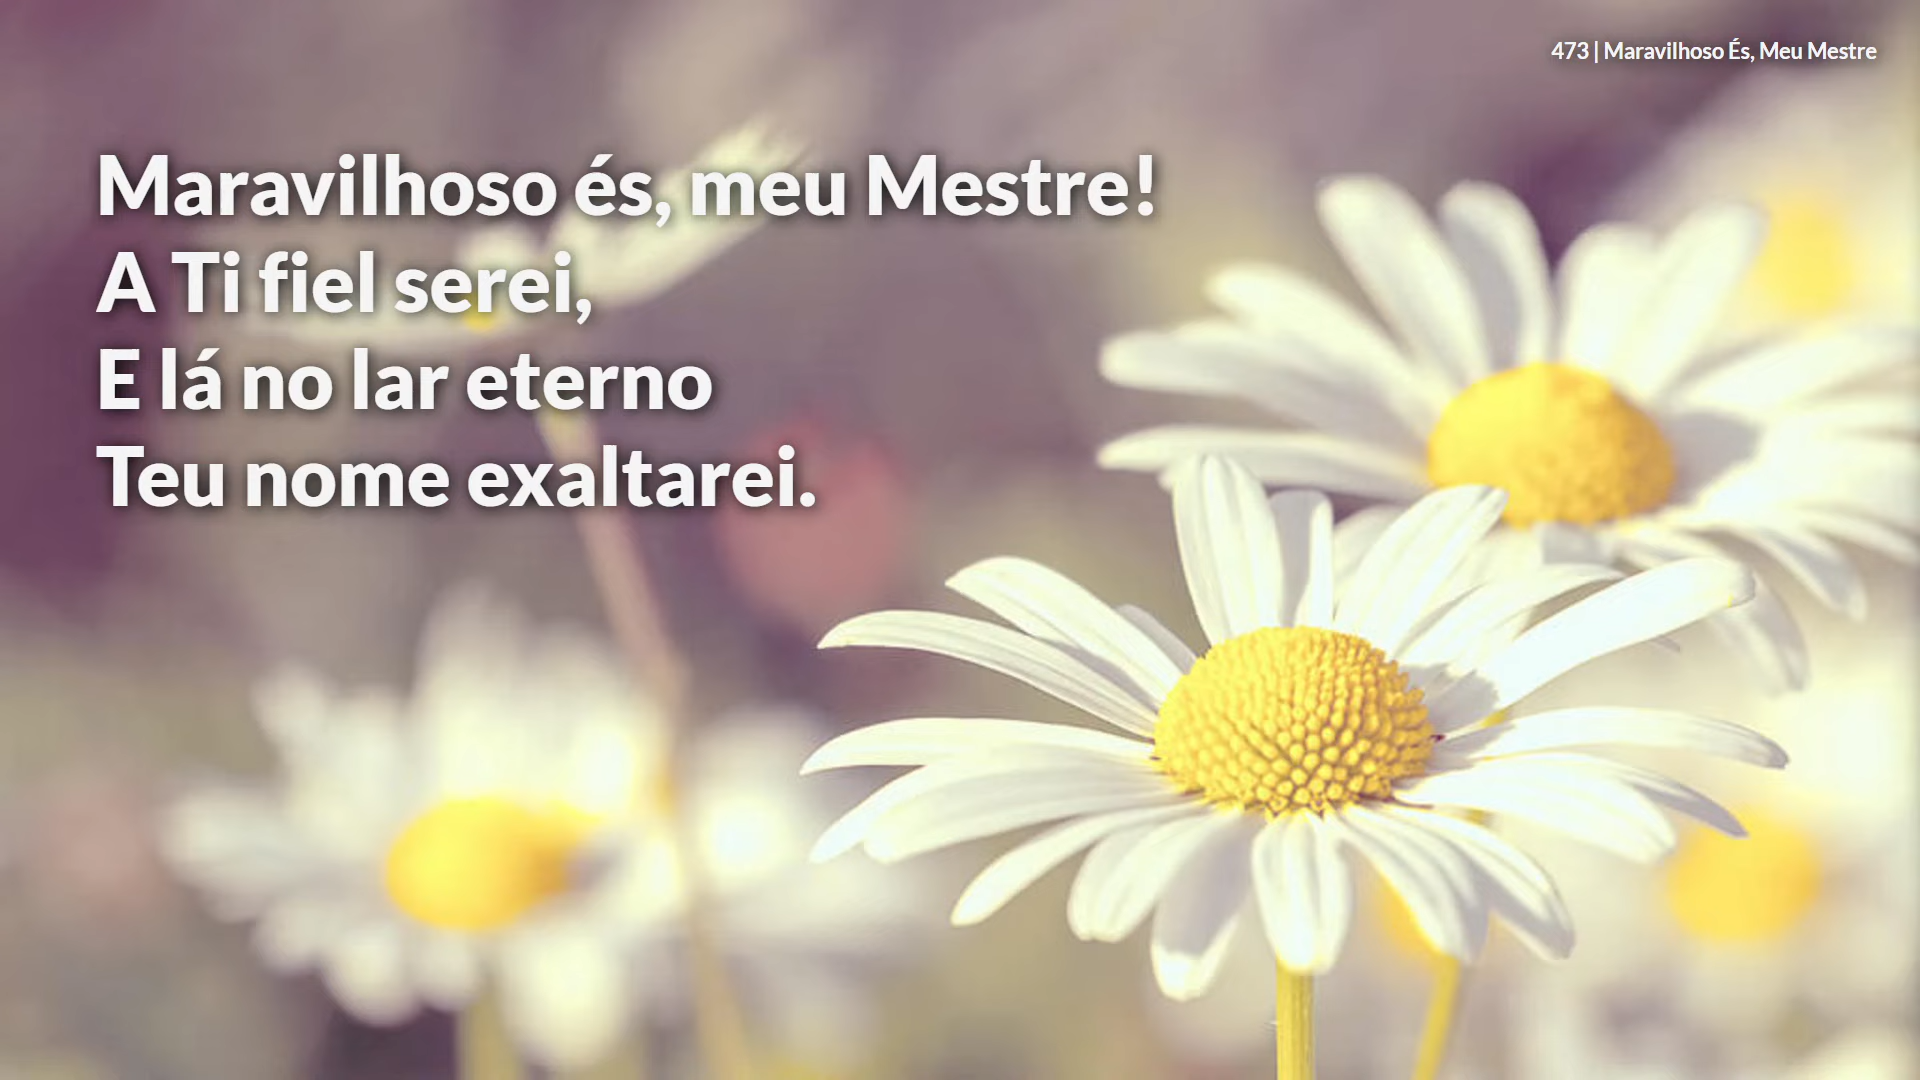 473 | Maravilhoso És, Meu Mestre
Maravilhoso és, meu Mestre!
A Ti fiel serei,
E lá no lar eterno
Teu nome exaltarei.